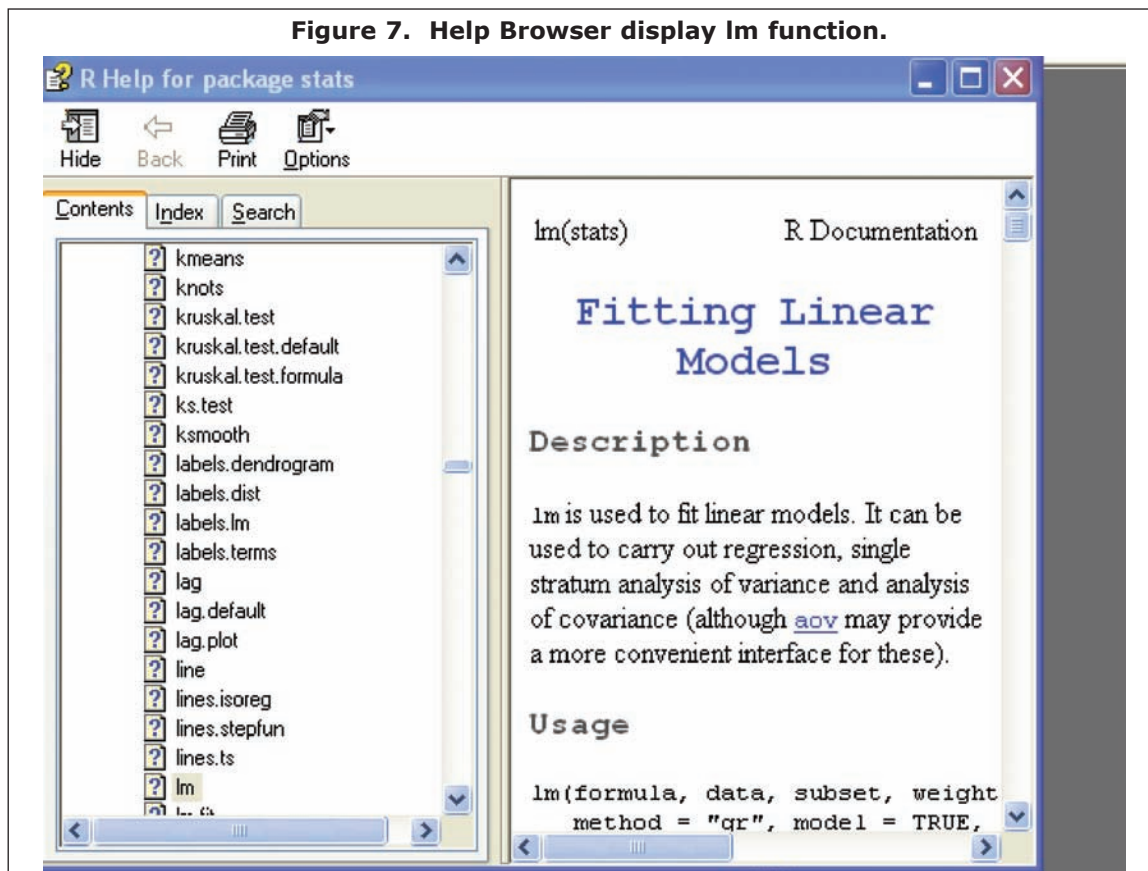 Figure 7.  Help Browser display lm function.
R Help for package stats
Hide Back Print Options
Contents Index Search
kmeans
knots
kruskal.test
kruskal.test.default
kruskal.test.formula
ks.test
ksmooth
labels.dendrogram
labels.dist
labels.lm
labels.terms
lag
lag.default
lag.plot
line
lines.isoreg
lines.stepfun
lines.ts
lm
lm(stats) R Documentation
Fitting Linear
Models
Description
lm is used to fit linear models. It can be
used to carry out regression, single
stratum analysis of variance and analysis
of covariance (although aov may provide
a more convenient interface for these).
Usage
lm(formula, data, subset, weight
method = "qr", model = TRUE,